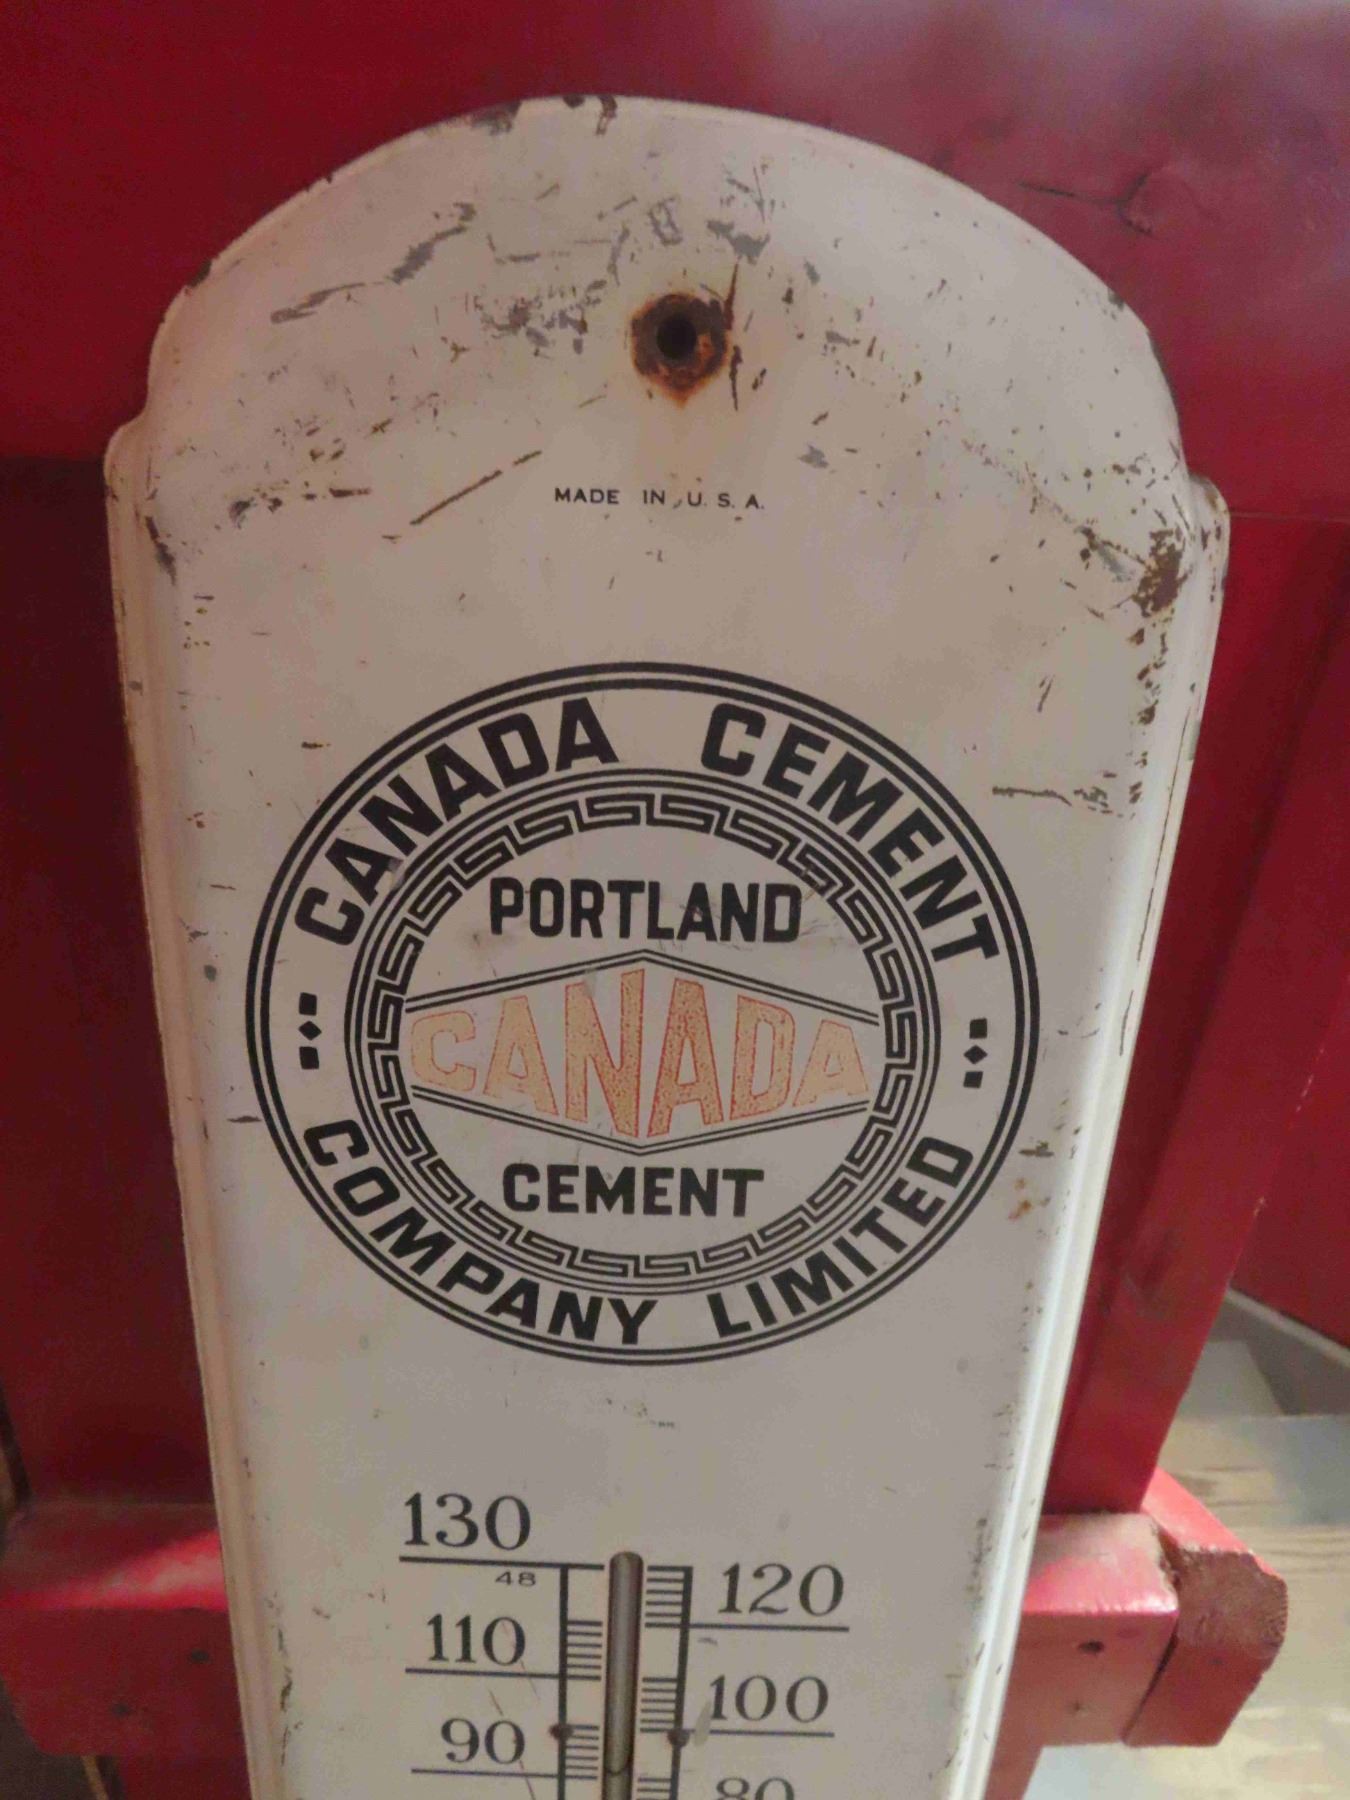 MADE IN U. S. A.
CANADA CEMENT
PORTLAND
CANADA
CEMENT
COMPANY LIMITED
130
48
120
110
100
90
80